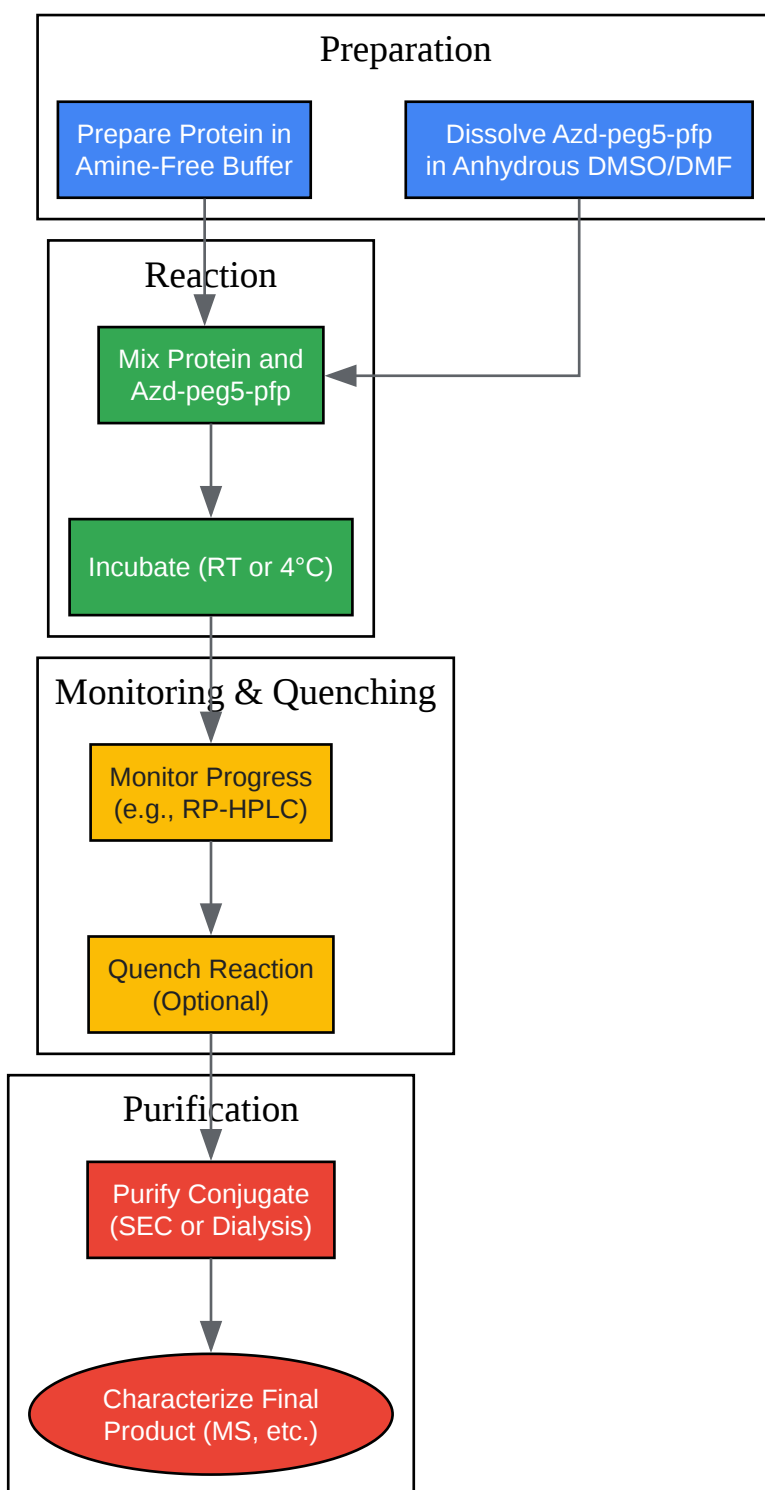 Preparation
Prepare Protein in
Amine-Free Buffer
Dissolve Azd-peg5-pfp
in Anhydrous DMSO/DMF
Reaction
Mix Protein and
Azd-peg5-pfp
Incubate (RT or 4°C)
Monitoring & Quenching
Monitor Progress
(e.g., RP-HPLC)
Quench Reaction
(Optional)
Purification
Purify Conjugate
(SEC or Dialysis)
Characterize Final
Product (MS, etc.)